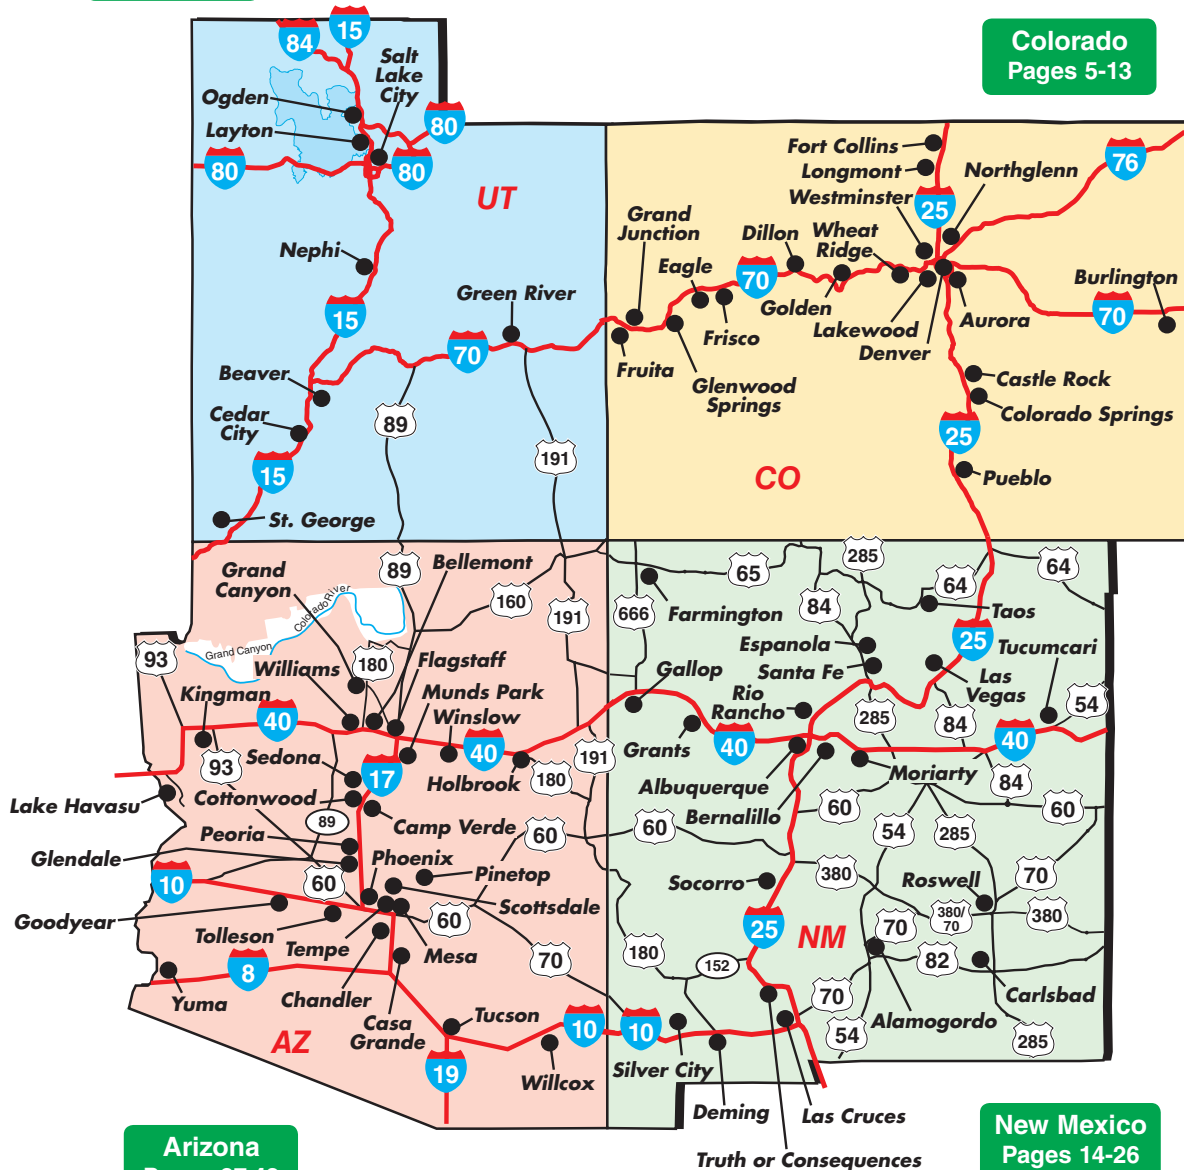 Colorado
Pages 5-13
84
15
Salt
Lake
City
Ogden
Layton
80
80
80
UT
Nephi
15
Green River
70
Beaver
Cedar
City
89
191
15
St. George
Fort Collins
Longmont
Westminster
Northglenn
76
25
Grand
Junction
Dillon
Wheat
Ridge
Eagle
70
Burlington
Golden
Frisco
Lakewood
Denver
Aurora
70
Fruita
Glenwood
Springs
Castle Rock
Colorado Springs
25
CO
Pueblo
Grand
Canyon
89
Bellemont
160
191
Colorado River
Grand Canyon
93
180
Williams
Flagstaff
Kingman
Munds Park
40
Winslow
40
93
Sedona
17
Holbrook
180
191
Lake Havasu
Cottonwood
89
Camp Verde
Peoria
60
Glendale
Phoenix
Pinetop
10
60
Scottsdale
Goodyear
60
Tolleson
Tempe
Mesa
70
8
Yuma
Chandler
Casa
Grande
Tucson
10
AZ
19
Willcox
65
285
64
64
666
84
Farmington
Taos
Espanola
25
Tucumcari
Gallop
Santa Fe
Las
Vegas
Rio
Rancho
285
84
54
Grants
40
40
Albuquerque
Moriarty
84
Bernalillo
60
60
60
54
285
380
70
Socorro
Roswell
25
NM
70
380/
70
380
180
152
82
70
Carlsbad
10
54
Alamogordo
285
Silver City
Deming
Las Cruces
Truth or Consequences
Arizona
New Mexico
Pages 14-26